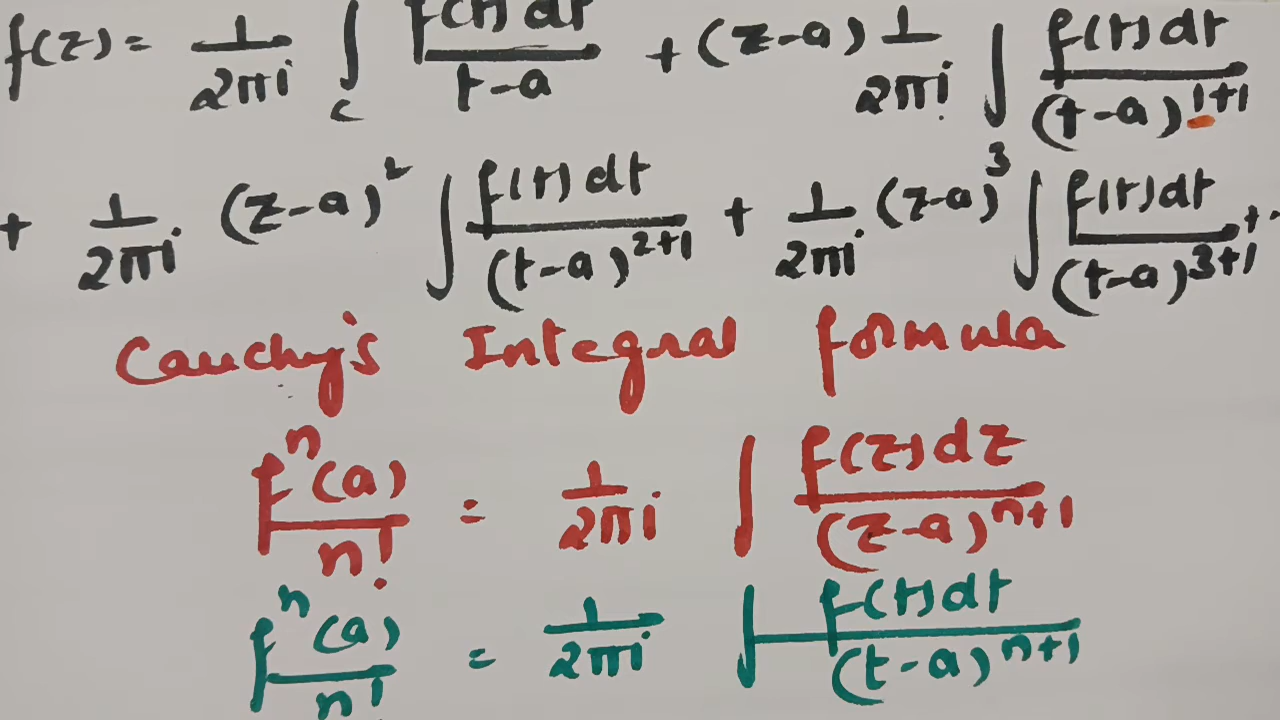 f(z) = 1/2πi ∫_c f(t) dt / t-a + (z-a) 1/2πi ∫ f(t) dt / (t-a)^1+1
+ 1/2πi (z-a)^2 ∫ f(t) dt / (t-a)^2+1 + 1/2πi (z-a)^3 ∫ f(t) dt / (t-a)^3+1 + ..
Cauchy's Integral formula
f^n(a) / n! = 1/2πi ∫ f(z) dz / (z-a)^n+1
f^n(a) / n! = 1/2πi ∫ f(t) dt / (t-a)^n+1